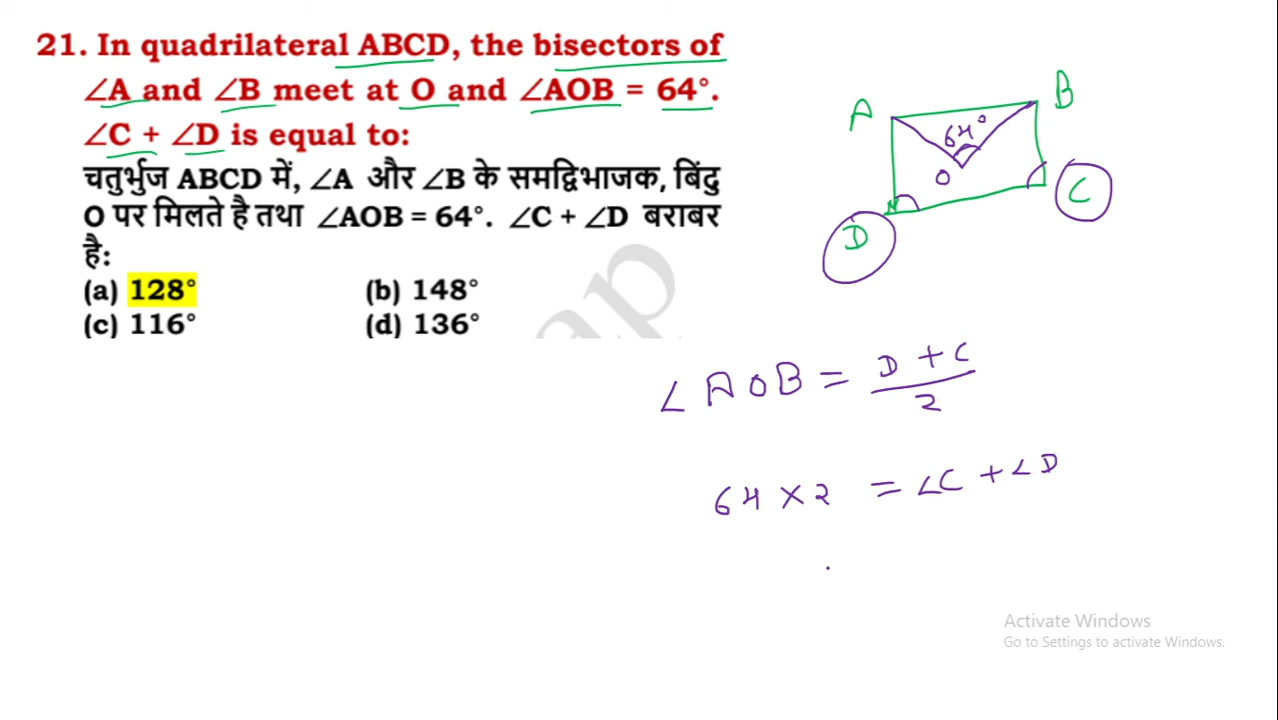 21. In quadrilateral ABCD, the bisectors of
∠A and ∠B meet at O and ∠AOB = 64°.
∠C + ∠D is equal to:
चतुर्भुज ABCD में, ∠A और ∠B के समद्विभाजक, बिंदु
O पर मिलते है तथा ∠AOB = 64°. ∠C + ∠D बराबर
है:
(a) 128° (b) 148°
(c) 116° (d) 136°
A B
64°
O
D C
∠AOB = D + C
2
64 × 2 = ∠C + ∠D
Activate Windows
Go to Settings to activate Windows.